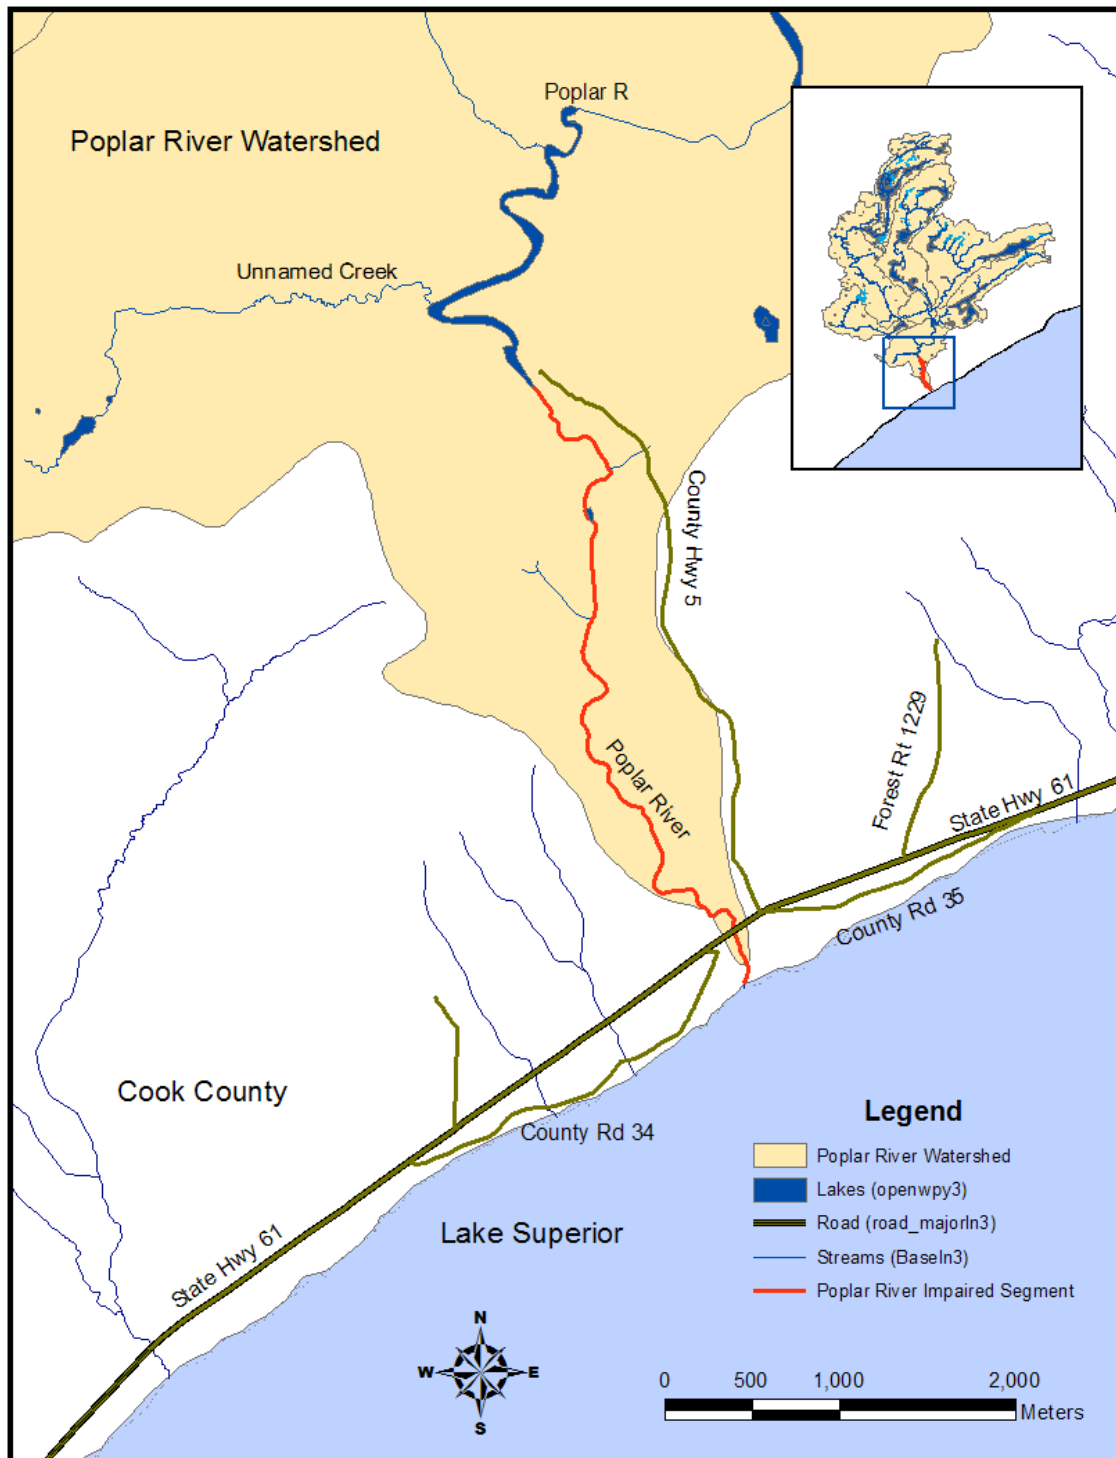 Poplar R
Poplar River Watershed
Unnamed Creek
County Hwy 5
Forest Rt 1229
Poplar River
State Hwy 61
County Rd 35
Cook County
County Rd 34
Legend
Poplar River Watershed
Lakes (openwpy3)
Road (road_majorln3)
Streams (Baseln3)
Poplar River Impaired Segment
Lake Superior
State Hwy 61
N
W
E
S
0 500 1,000 2,000
Meters